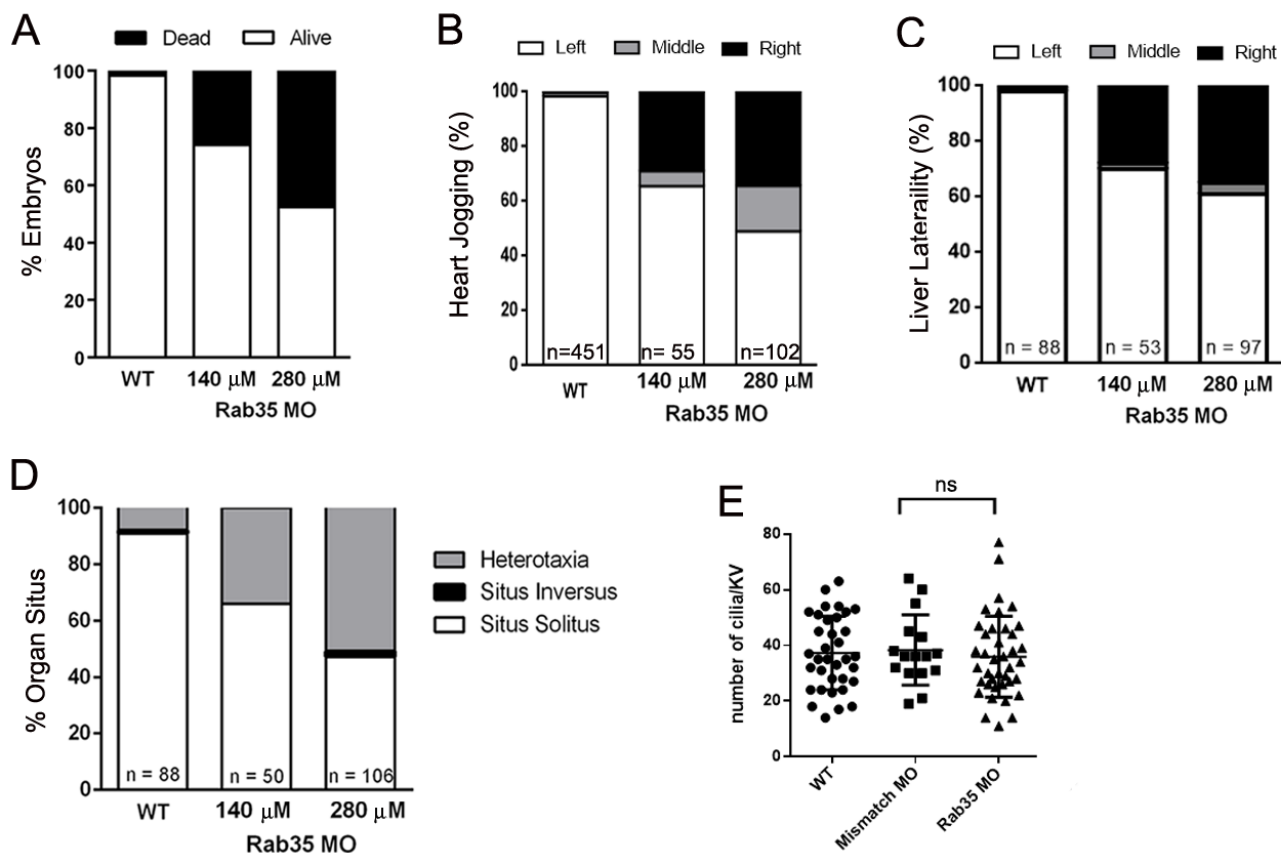 A
Dead Alive
% Embryos
100
80
60
40
20
0
WT 140 μM 280 μM
Rab35 MO
B
Left Middle Right
Heart Jogging (%)
100
80
60
40
20
0
n=451 n= 55 n=102
WT 140 μM 280 μM
Rab35 MO
C
Left Middle Right
Liver Lateraility (%)
100
80
60
40
20
0
n = 88 n = 53 n = 97
WT 140 μM 280 μM
Rab35 MO
D
% Organ Situs
100
80
60
40
20
0
n = 88 n = 50 n = 106
WT 140 μM 280 μM
Rab35 MO
Heterotaxia
Situs Inversus
Situs Solitus
E
ns
number of cilia/KV
80
60
40
20
0
WT
Mismatch MO
Rab35 MO